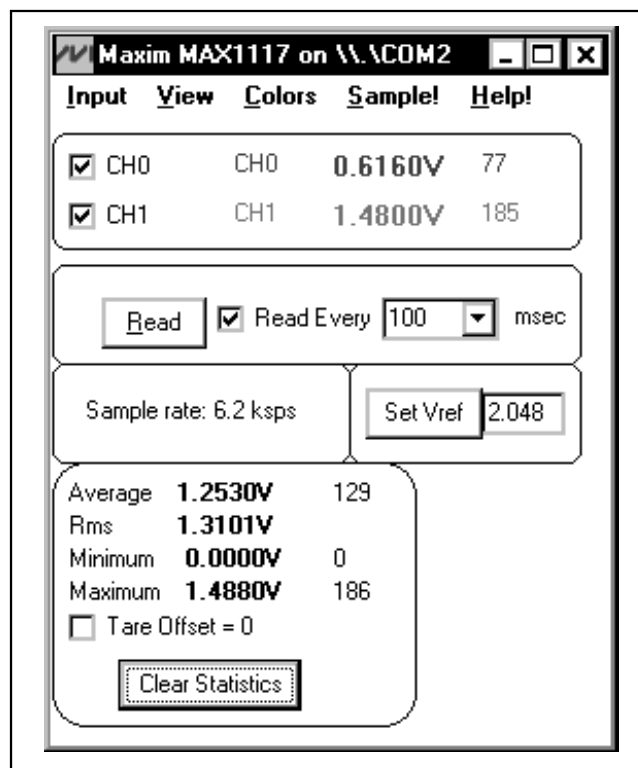 Maxim MAX1117 on \\.\COM2
Input View Colors Sample! Help!
CH0 CH0 0.6160V 77
CH1 CH1 1.4800V 185
Read Read Every 100 msec
Sample rate: 6.2 ksps Set Vref 2.048
Average 1.2530V 129
Rms 1.3101V
Minimum 0.0000V 0
Maximum 1.4880V 186
Tare Offset = 0
Clear Statistics